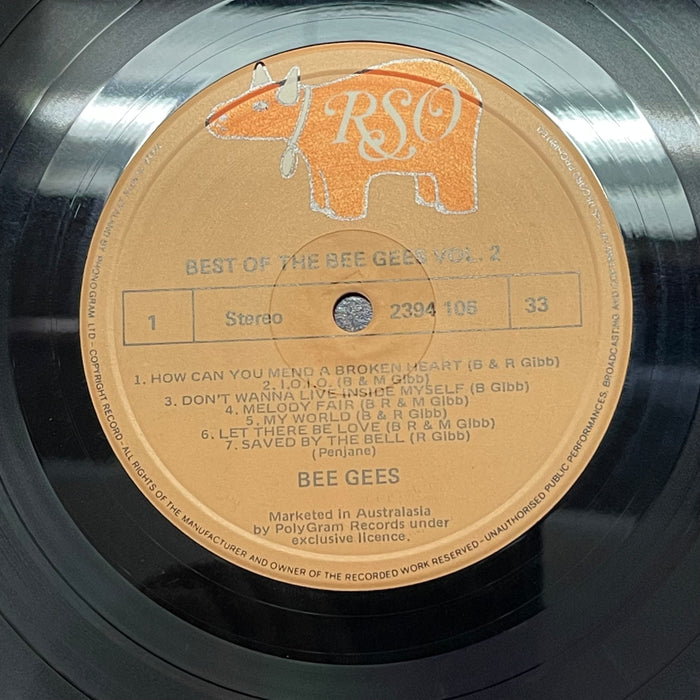 RSO
BEST OF THE BEE GEES VOL. 2
1 Stereo 2394 105 33
1. HOW CAN YOU MEND A BROKEN HEART (B & R Gibb)
2. I.O.I.O. (B & M Gibb)
3. DON'T WANNA LIVE INSIDE MYSELF (B Gibb)
4. MELODY FAIR (B R & M Gibb)
5. MY WORLD (B & R Gibb)
6. LET THERE BE LOVE (B R & M Gibb)
7. SAVED BY THE BELL (R Gibb)
(Penjane)
BEE GEES
Marketed in Australasia
by PolyGram Records under
exclusive licence.
LTD – COPYRIGHT RECORD – ALL RIGHTS OF THE MANUFACTURER AND OWNER OF THE RECORDED WORK RESERVED – UNAUTHORISED PUBLIC PERFORMANCES, BROADCASTING AND